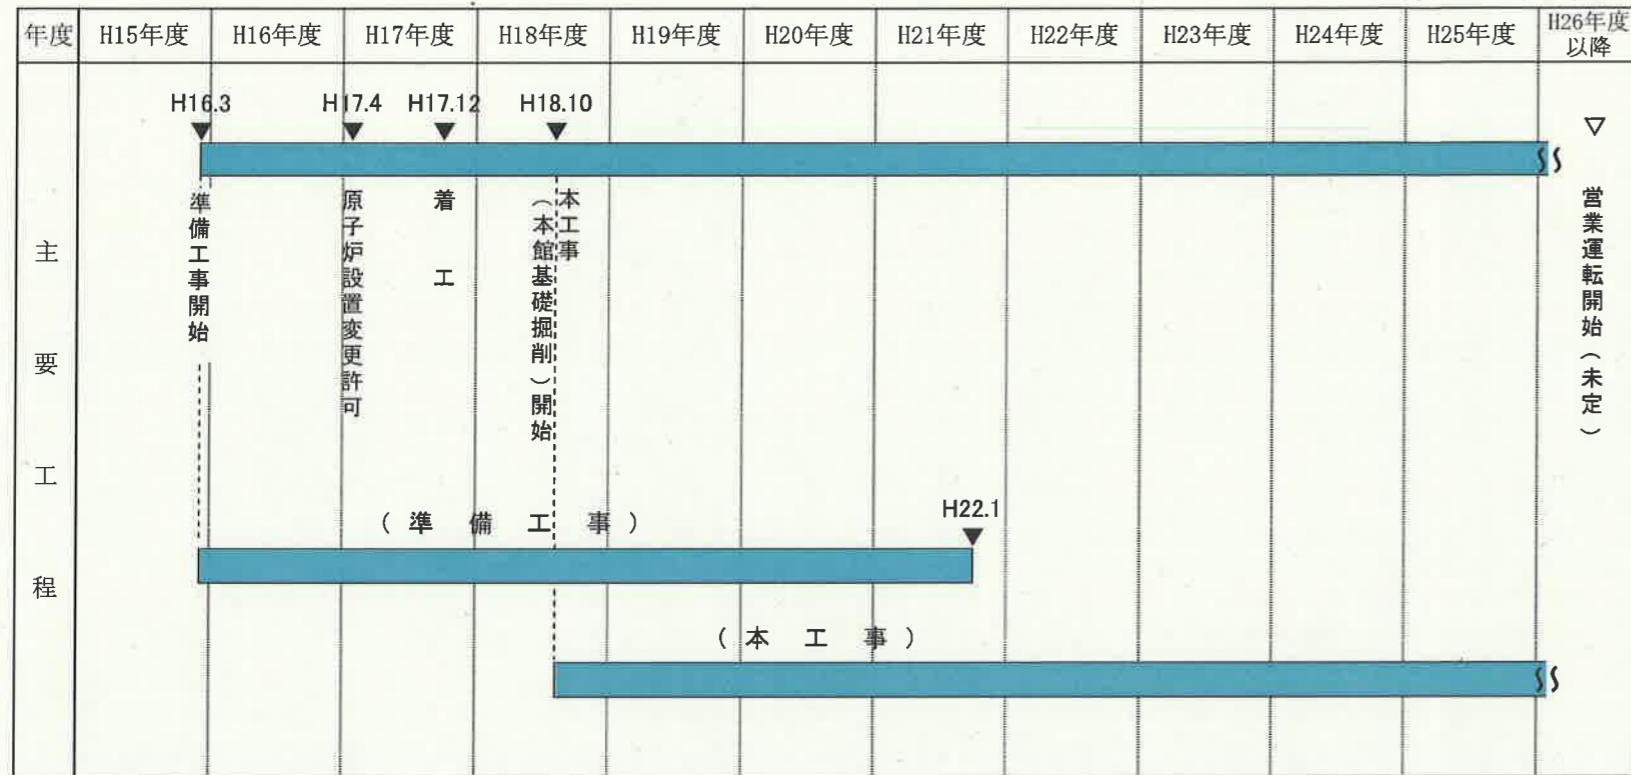 年度 H15年度 H16年度 H17年度 H18年度 H19年度 H20年度 H21年度 H22年度 H23年度 H24年度 H25年度 H26年度以降
主要工程
H16.3 H17.4 H17.12 H18.10
準備工事開始
原子炉設置変更許可
着工
本工事
（本館基礎掘削）開始
営業運転開始（未定）
H22.1
（準備工事）
（本工事）